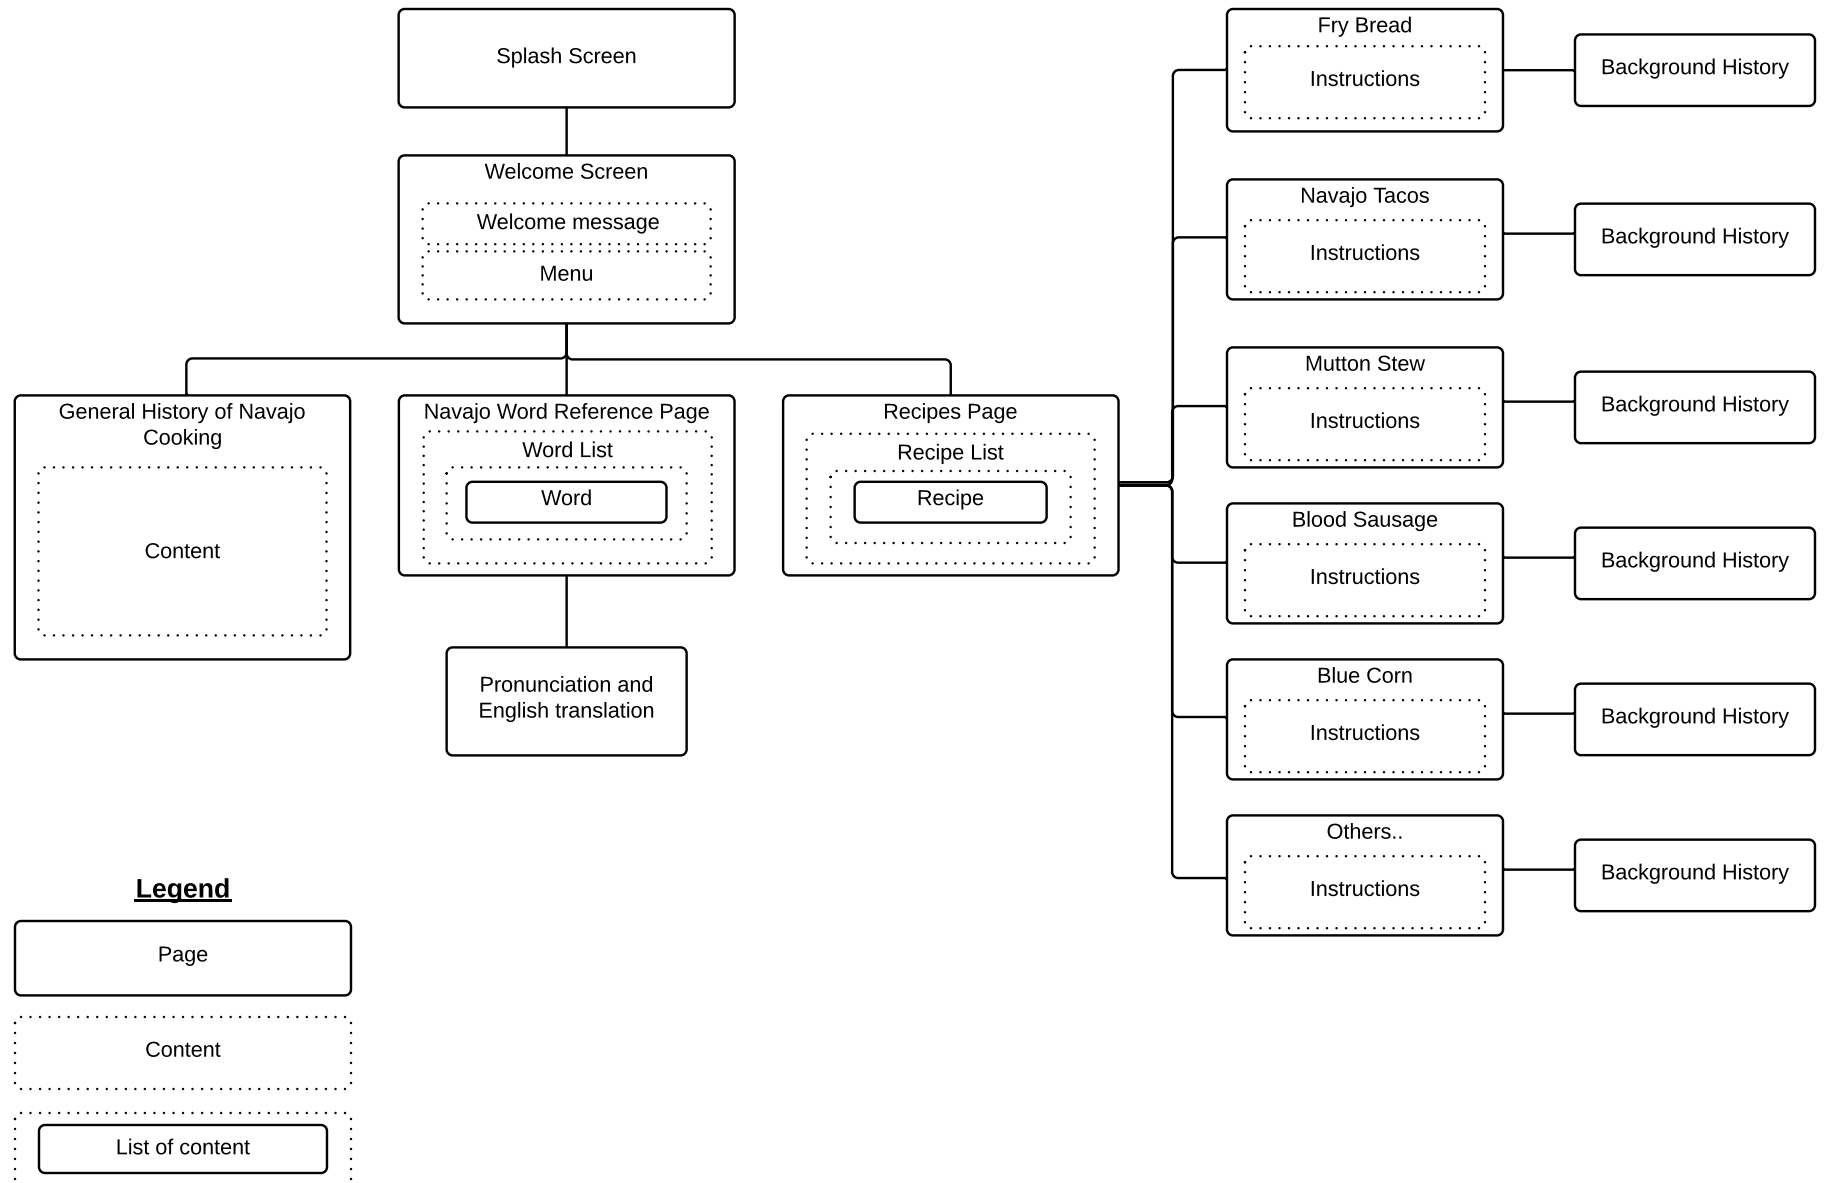 Splash Screen
Welcome Screen
Welcome message
Menu
General History of Navajo
Cooking
Content
Navajo Word Reference Page
Word List
Word
Pronunciation and
English translation
Recipes Page
Recipe List
Recipe
Fry Bread
Instructions
Background History
Navajo Tacos
Instructions
Background History
Mutton Stew
Instructions
Background History
Blood Sausage
Instructions
Background History
Blue Corn
Instructions
Background History
Others..
Instructions
Background History
Legend
Page
Content
List of content